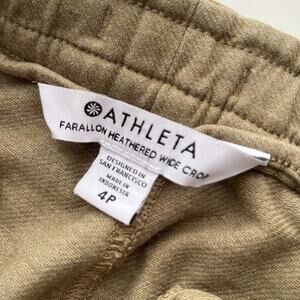 ATHLETA
FARALLON HEATHERED WIDE CROP
DESIGNED IN
SAN FRANCISCO
MADE IN
INDONESIA
4P